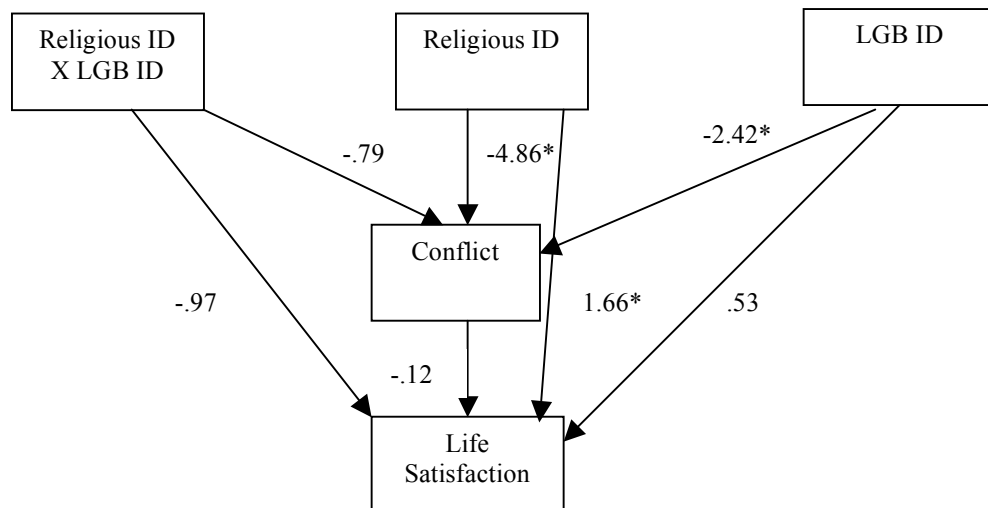 Religious ID
X LGB ID
Religious ID
LGB ID
-.79
-4.86*
-2.42*
Conflict
-.97
1.66*
.53
-.12
Life
Satisfaction